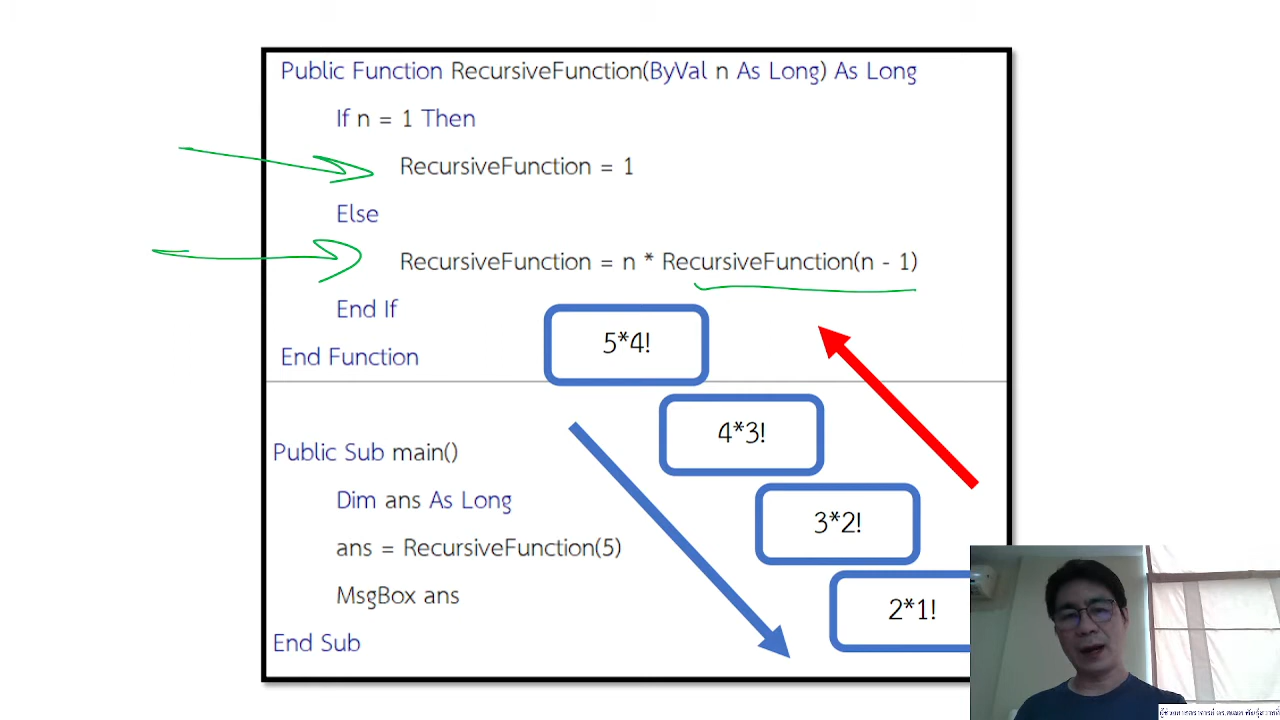 Public Function RecursiveFunction(ByVal n As Long) As Long
If n = 1 Then
RecursiveFunction = 1
Else
RecursiveFunction = n * RecursiveFunction(n - 1)
End If
End Function
5*4!
4*3!
3*2!
2*1!
Public Sub main()
Dim ans As Long
ans = RecursiveFunction(5)
MsgBox ans
End Sub